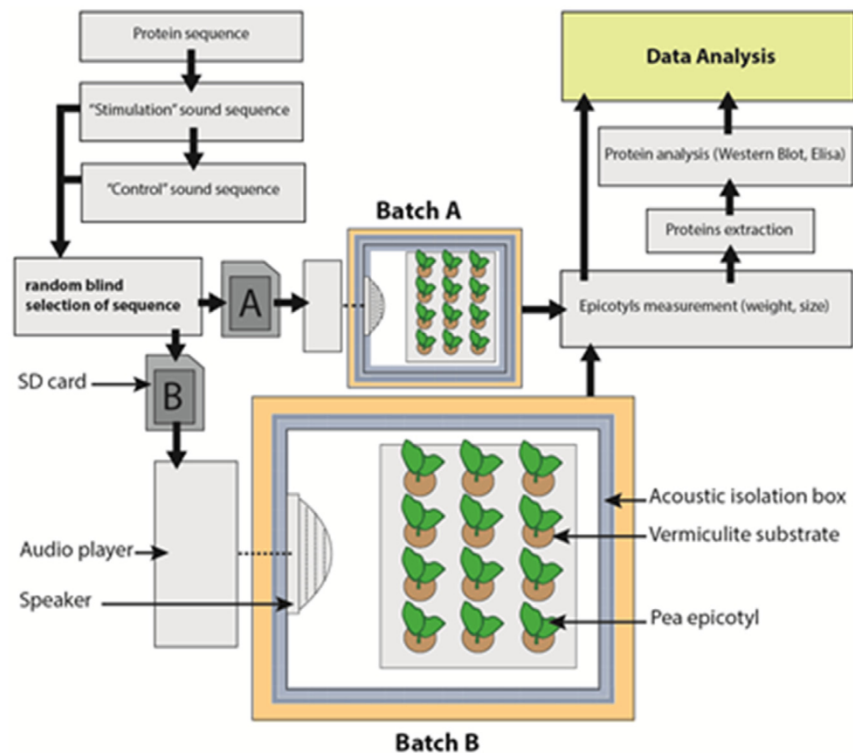 Protein sequence
"Stimulation" sound sequence
"Control" sound sequence
random blind
selection of sequence
A
SD card
B
Batch A
Data Analysis
Protein analysis (Western Blot, Elisa)
Proteins extraction
Epicotyls measurement (weight, size)
Audio player
Speaker
Acoustic isolation box
Vermiculite substrate
Pea epicotyl
Batch B